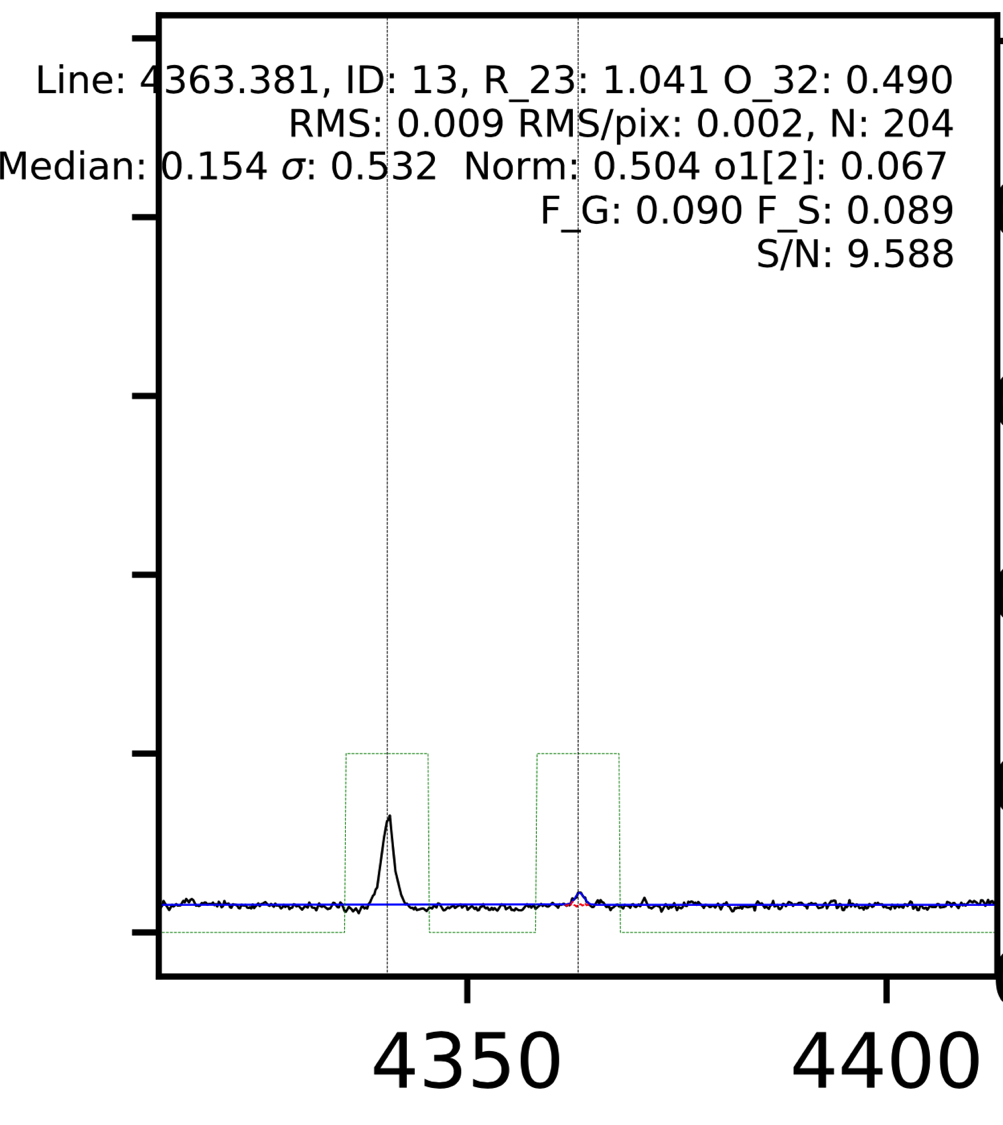 Line: 4363.381, ID: 13, R_23: 1.041 O_32: 0.490
RMS: 0.009 RMS/pix: 0.002, N: 204
Median: 0.154 σ: 0.532 Norm: 0.504 o1[2]: 0.067
F_G: 0.090 F_S: 0.089
S/N: 9.588
4350 4400